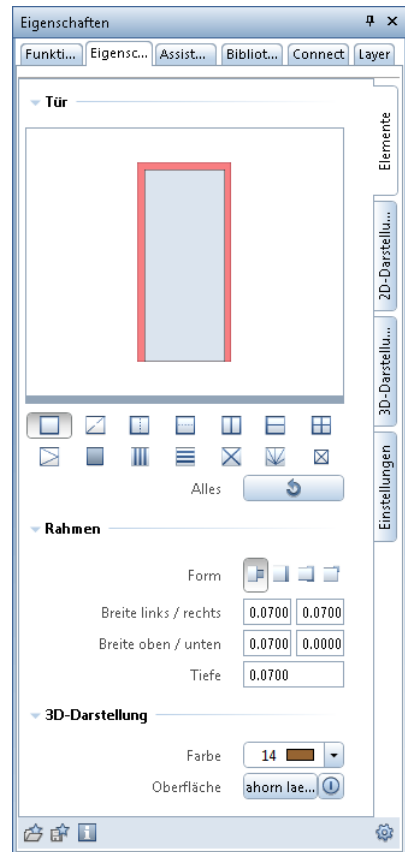 Eigenschaften
Funkti... Eigensc... Assist... Bibliot... Connect Layer
Tür
Elemente
2D-Darstellu...
3D-Darstellu...
Einstellungen
Alles
Rahmen
Form
Breite links / rechts 0.0700 0.0700
Breite oben / unten 0.0700 0.0000
Tiefe 0.0700
3D-Darstellung
Farbe 14
Oberfläche ahorn lae...